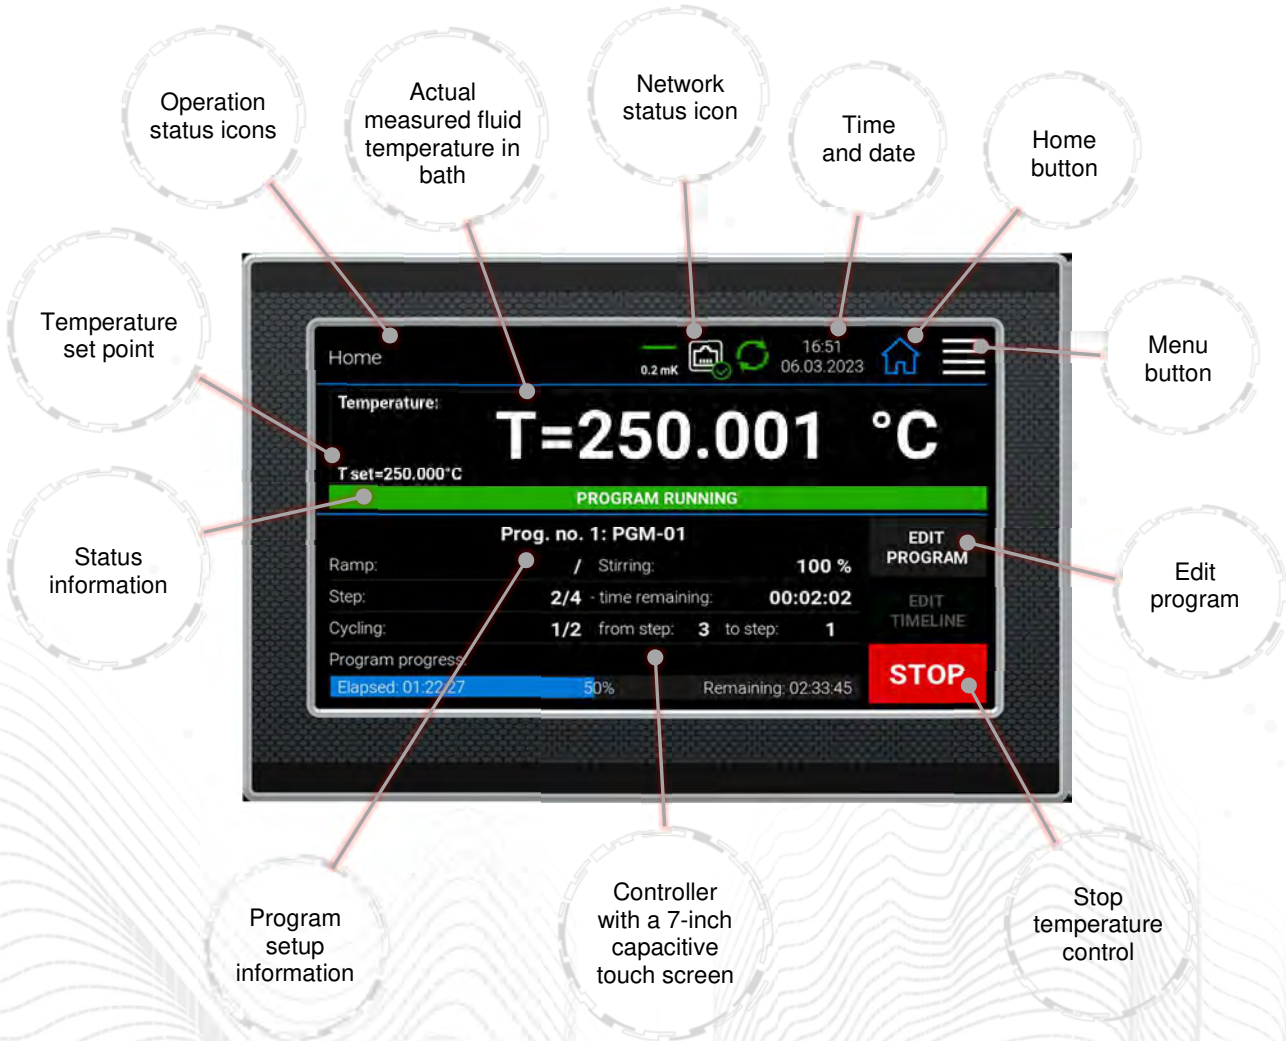 Operation
status icons
Actual
measured fluid
temperature in
bath
Network
status icon
Time
and date
Home
button
Temperature
set point
Menu
button
Status
information
Edit
program
Home
0.2 mK
16:51
06.03.2023
Temperature:
T=250.001 °C
T set=250.000°C
PROGRAM RUNNING
Prog. no. 1: PGM-01
Ramp: / Stirring: 100 %
Step: 2/4 - time remaining: 00:02:02
Cycling: 1/2 from step: 3 to step: 1
Program progress:
Elapsed: 01:22:27 50% Remaining: 02:33:45
EDIT
PROGRAM
EDIT
TIMELINE
STOP
Program
setup
information
Controller
with a 7-inch
capacitive
touch screen
Stop
temperature
control